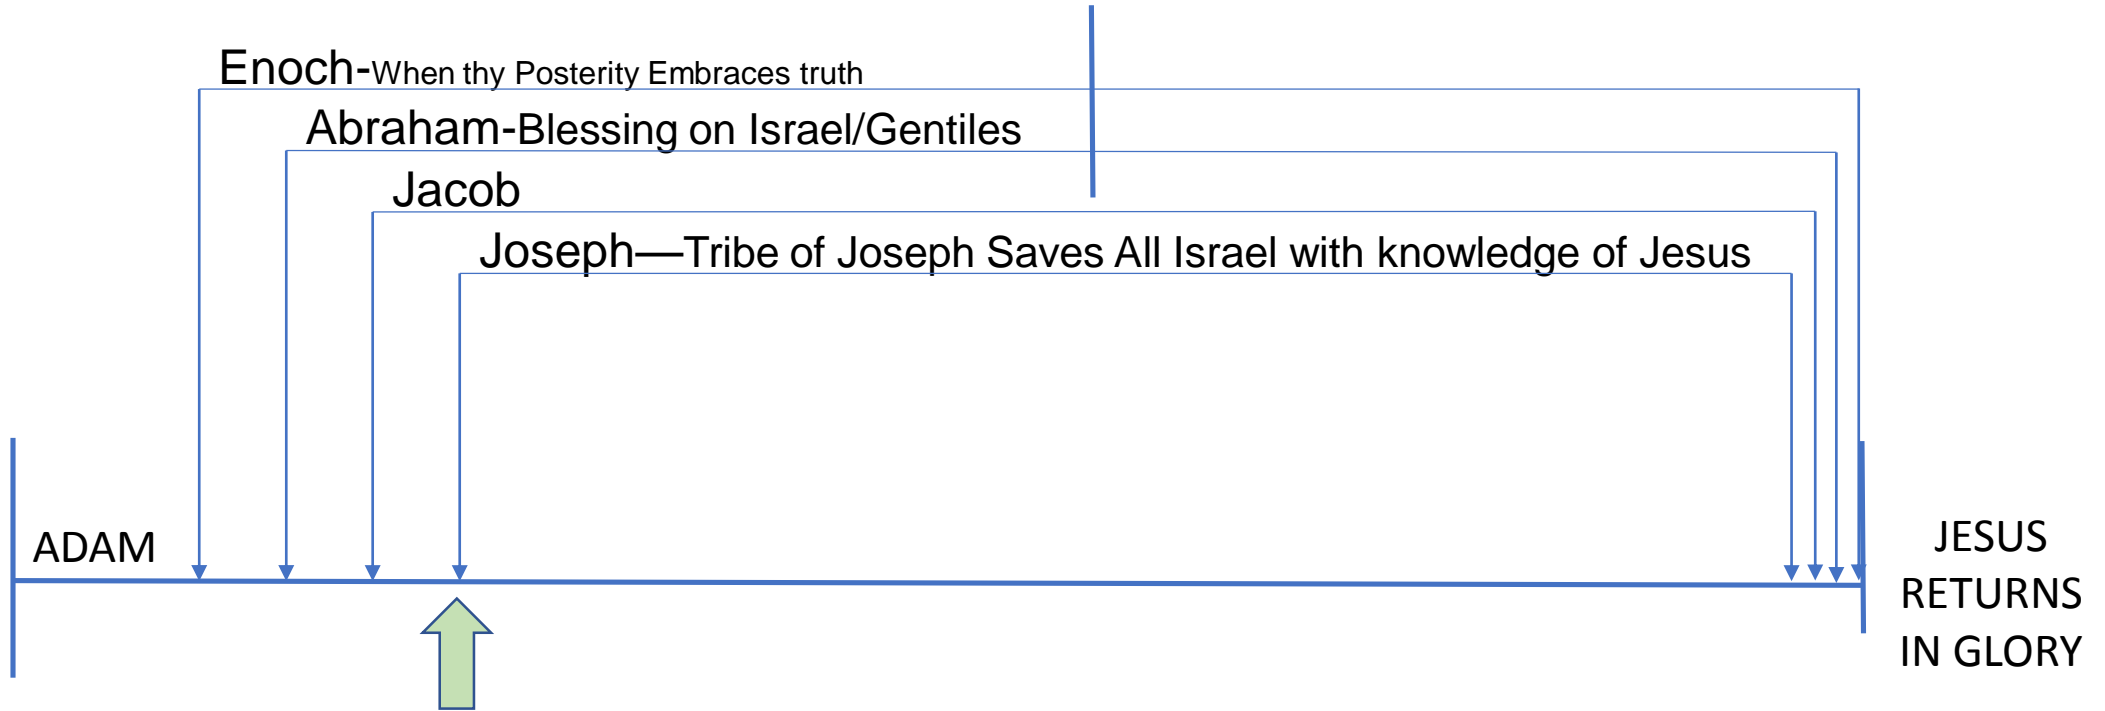 Enoch-When thy Posterity Embraces truth
Abraham-Blessing on Israel/Gentiles
Jacob
Joseph—Tribe of Joseph Saves All Israel with knowledge of Jesus
ADAM
JESUS
RETURNS
IN GLORY